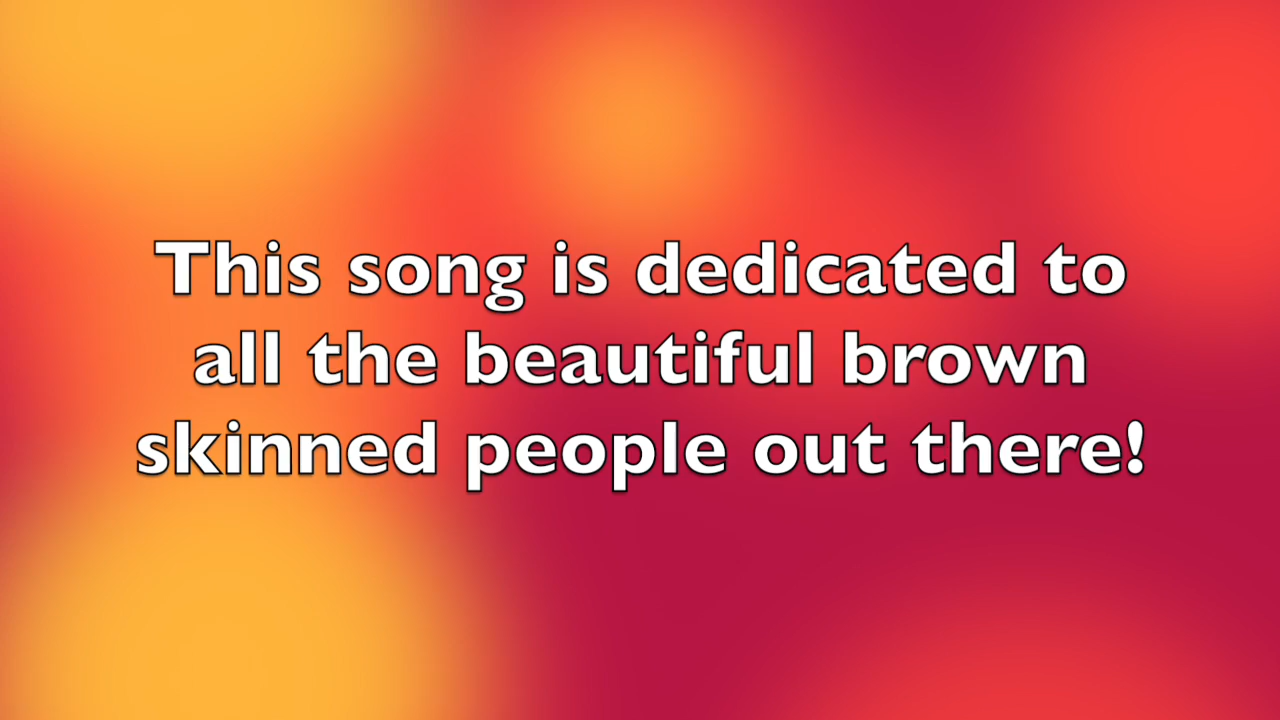 This song is dedicated to
all the beautiful brown
skinned people out there!